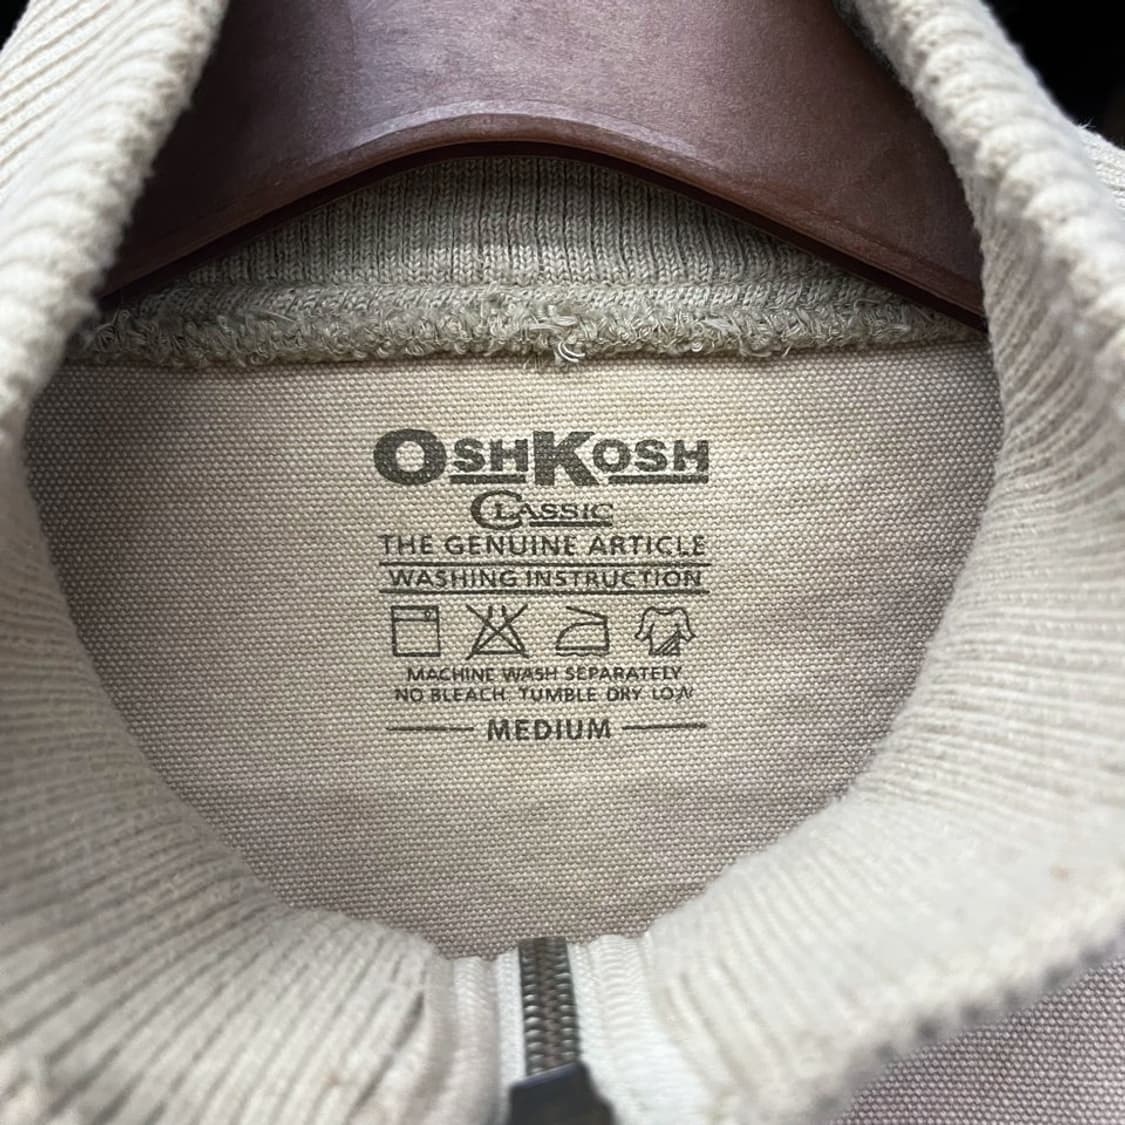 OSHKOSH
CLASSIC
THE GENUINE ARTICLE
WASHING INSTRUCTION
MACHINE WASH SEPARATELY
NO BLEACH TUMBLE DRY LOW
MEDIUM